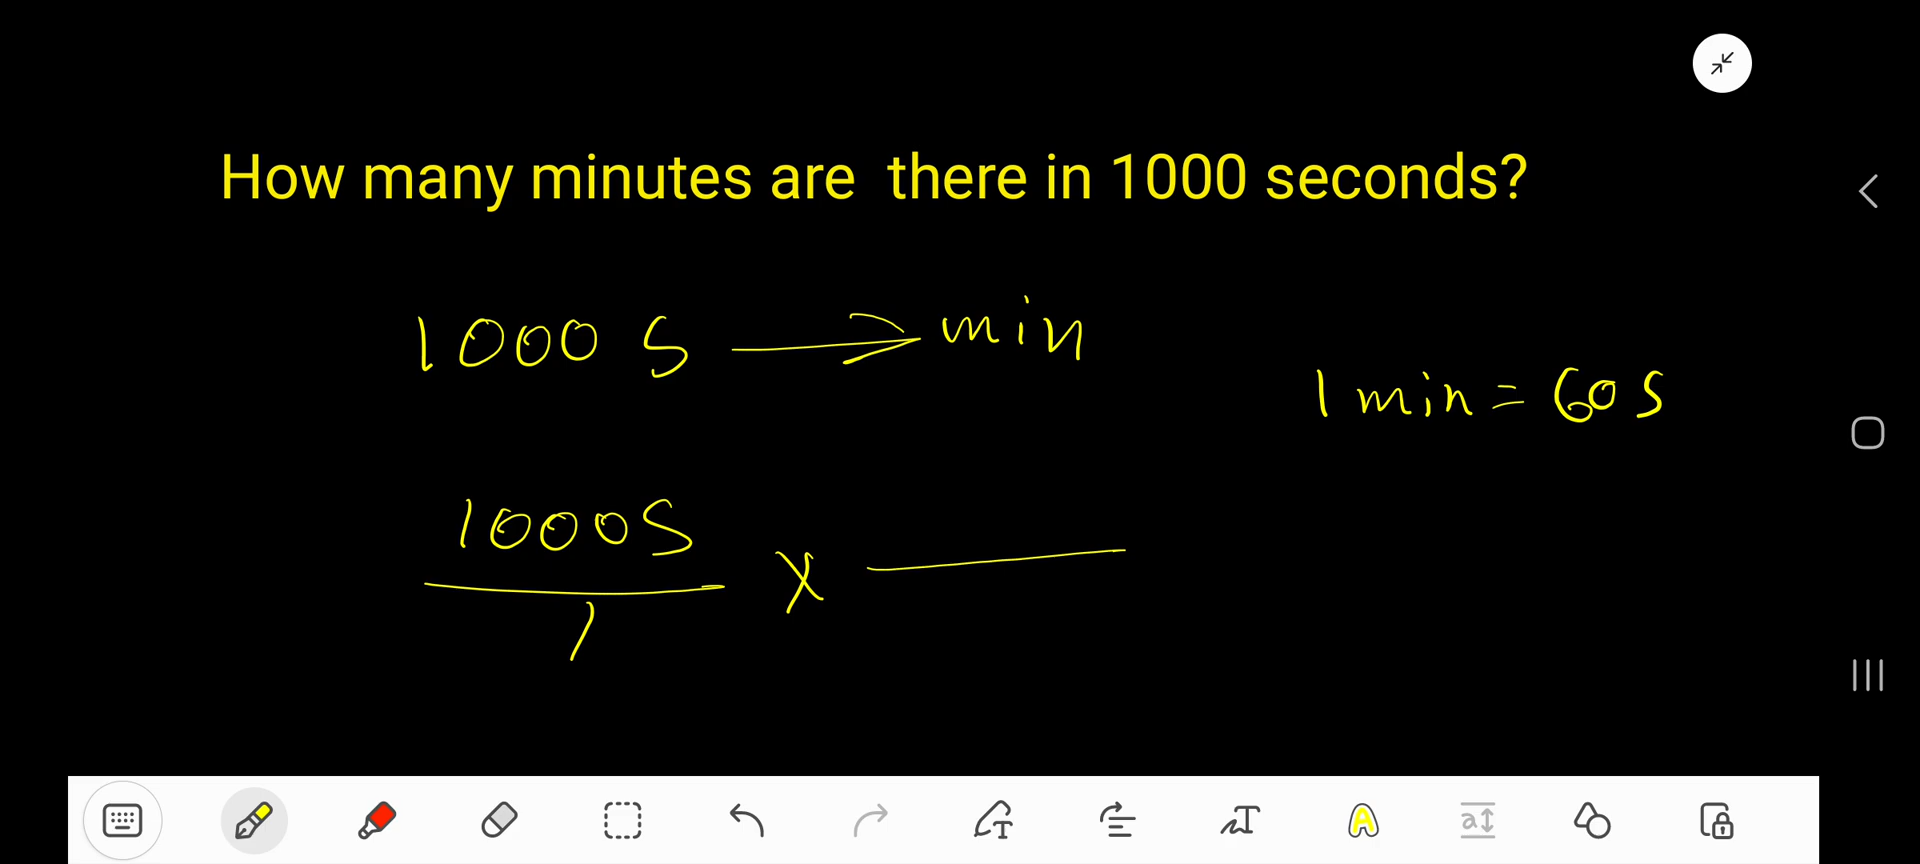 How many minutes are there in 1000 seconds?
1000 S → min
1 min = 60 S
1000S
1
X